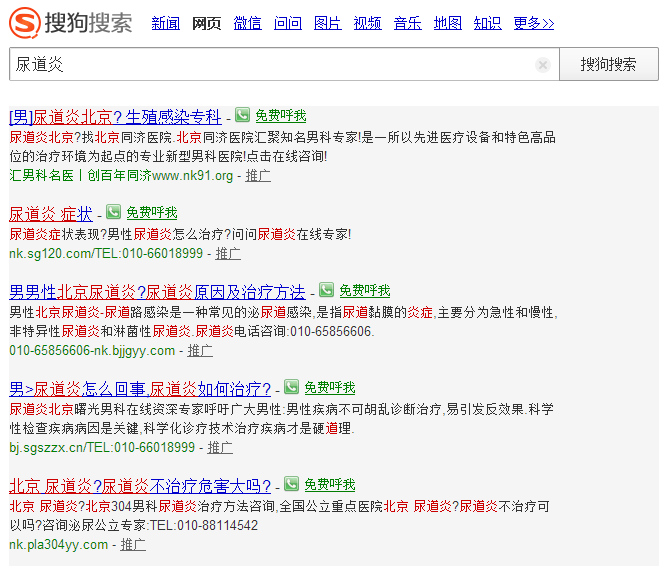 搜狗搜索 新闻 网页 微信 问问 图片 视频 音乐 地图 知识 更多>>
尿道炎 搜狗搜索
[男]尿道炎北京? 生殖感染专科 - 免费呼我
尿道炎北京?找北京同济医院.北京同济医院汇聚知名男科专家!是一所以先进医疗设备和特色高品
位的治疗环境为起点的专业新型男科医院!点击在线咨询!
汇男科名医丨创百年同济www.nk91.org - 推广
尿道炎 症状 - 免费呼我
尿道炎症状表现?男性尿道炎怎么治疗?问问尿道炎在线专家!
nk.sg120.com/TEL:010-66018999 - 推广
男男性北京尿道炎?尿道炎原因及治疗方法 - 免费呼我
男性北京尿道炎-尿道路感染是一种常见的泌尿道感染,是指尿道黏膜的炎症,主要分为急性和慢性,
非特异性尿道炎和淋菌性尿道炎.尿道炎电话咨询:010-65856606.
010-65856606-nk.bjjgyy.com - 推广
男>尿道炎怎么回事,尿道炎如何治疗? - 免费呼我
尿道炎北京曙光男科在线资深专家呼吁广大男性:男性疾病不可胡乱诊断治疗,易引发反效果.科学
性检查疾病病因是关键,科学化诊疗技术治疗疾病才是硬道理.
bj.sgszzx.cn/TEL:010-66018999 - 推广
北京 尿道炎?尿道炎不治疗危害大吗? - 免费呼我
北京 尿道炎?北京304男科尿道炎治疗方法咨询,全国公立重点医院北京 尿道炎?尿道炎不治疗可
以吗?咨询泌尿公立专家:TEL:010-88114542
nk.pla304yy.com - 推广